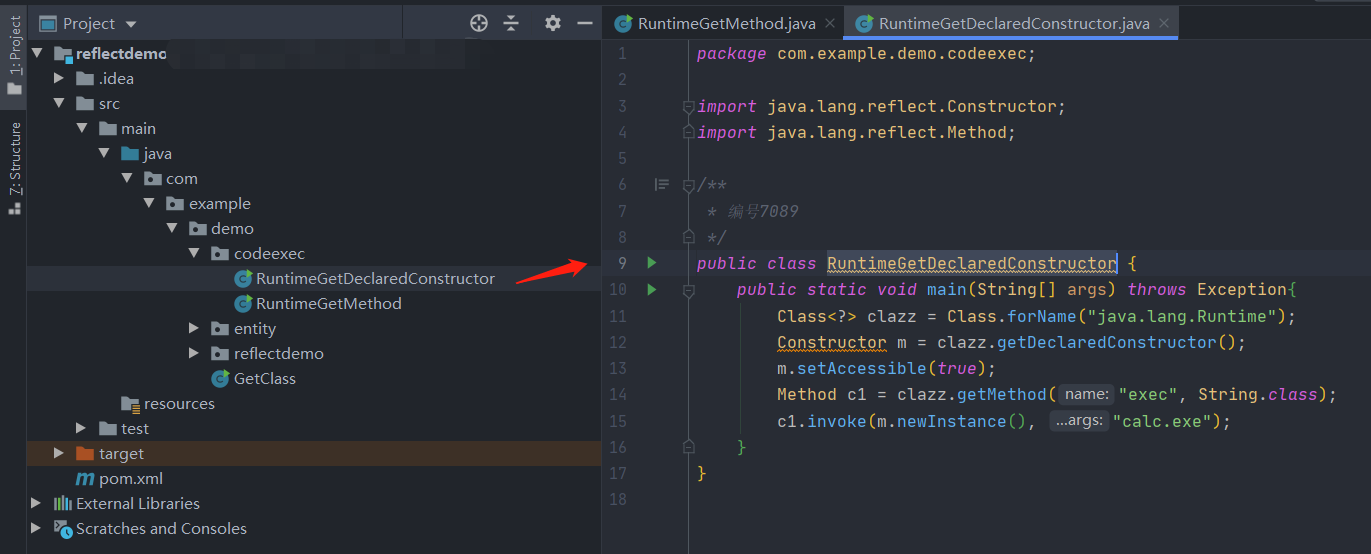 Project
RuntimeGetMethod.java
RuntimeGetDeclaredConstructor.java
1: Project
Z: Structure
reflectdemo
.idea
src
main
java
com
example
demo
codeexec
RuntimeGetDeclaredConstructor
RuntimeGetMethod
entity
reflectdemo
GetClass
resources
test
target
pom.xml
External Libraries
Scratches and Consoles
1 package com.example.demo.codeexec;
2
3 import java.lang.reflect.Constructor;
4 import java.lang.reflect.Method;
5
6 /**
7 * 编号7089
8 */
9 public class RuntimeGetDeclaredConstructor {
10 public static void main(String[] args) throws Exception{
11 Class<?> clazz = Class.forName("java.lang.Runtime");
12 Constructor m = clazz.getDeclaredConstructor();
13 m.setAccessible(true);
14 Method c1 = clazz.getMethod( name: "exec", String.class);
15 c1.invoke(m.newInstance(), ...args: "calc.exe");
16 }
17 }
18